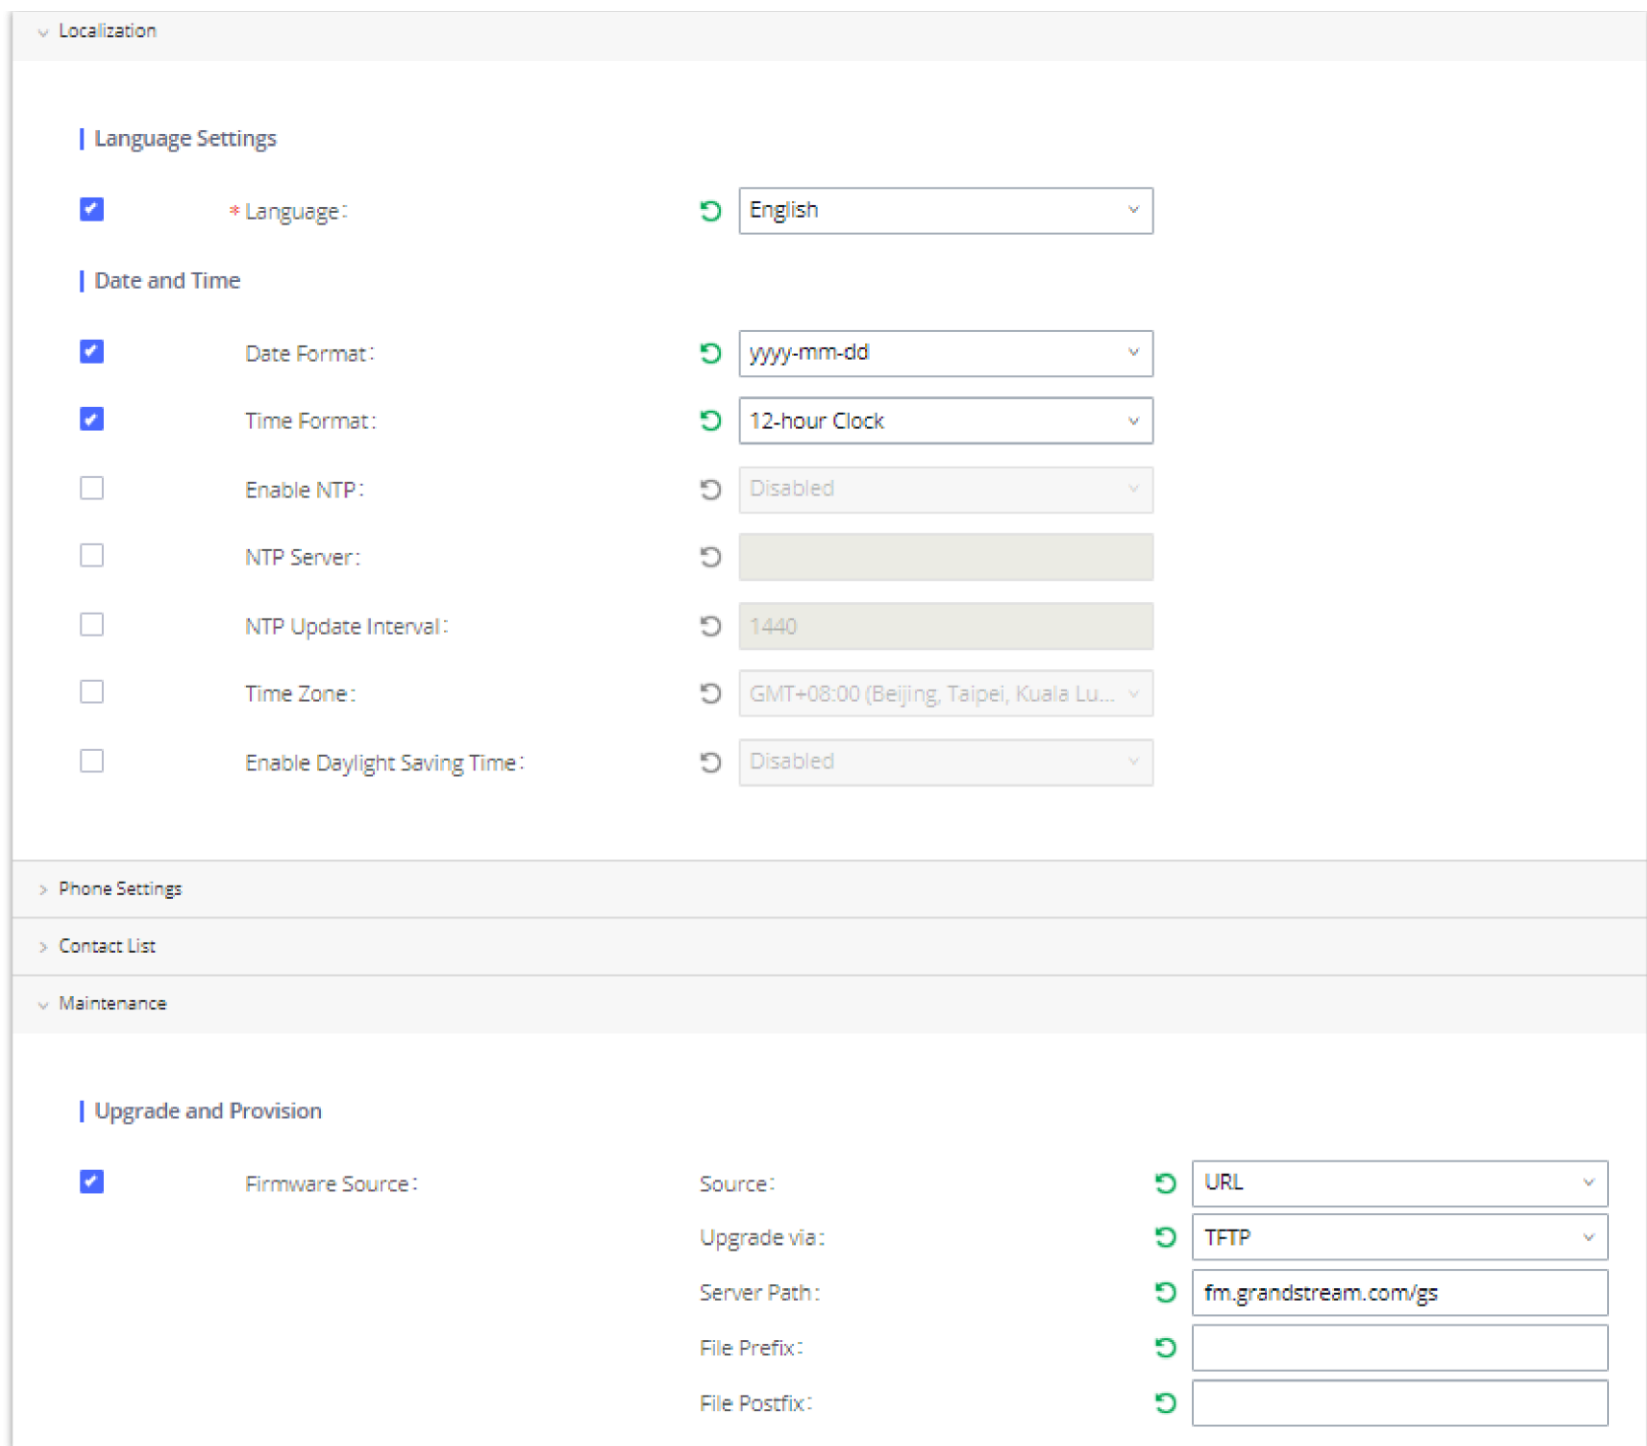 Localization
Language Settings
* Language: English
Date and Time
Date Format: yyyy-mm-dd
Time Format: 12-hour Clock
Enable NTP: Disabled
NTP Server:
NTP Update Interval: 1440
Time Zone: GMT+08:00 (Beijing, Taipei, Kuala Lu...
Enable Daylight Saving Time: Disabled
Phone Settings
Contact List
Maintenance
Upgrade and Provision
Firmware Source: Source: URL
Upgrade via: TFTP
Server Path: fm.grandstream.com/gs
File Prefix:
File Postfix: